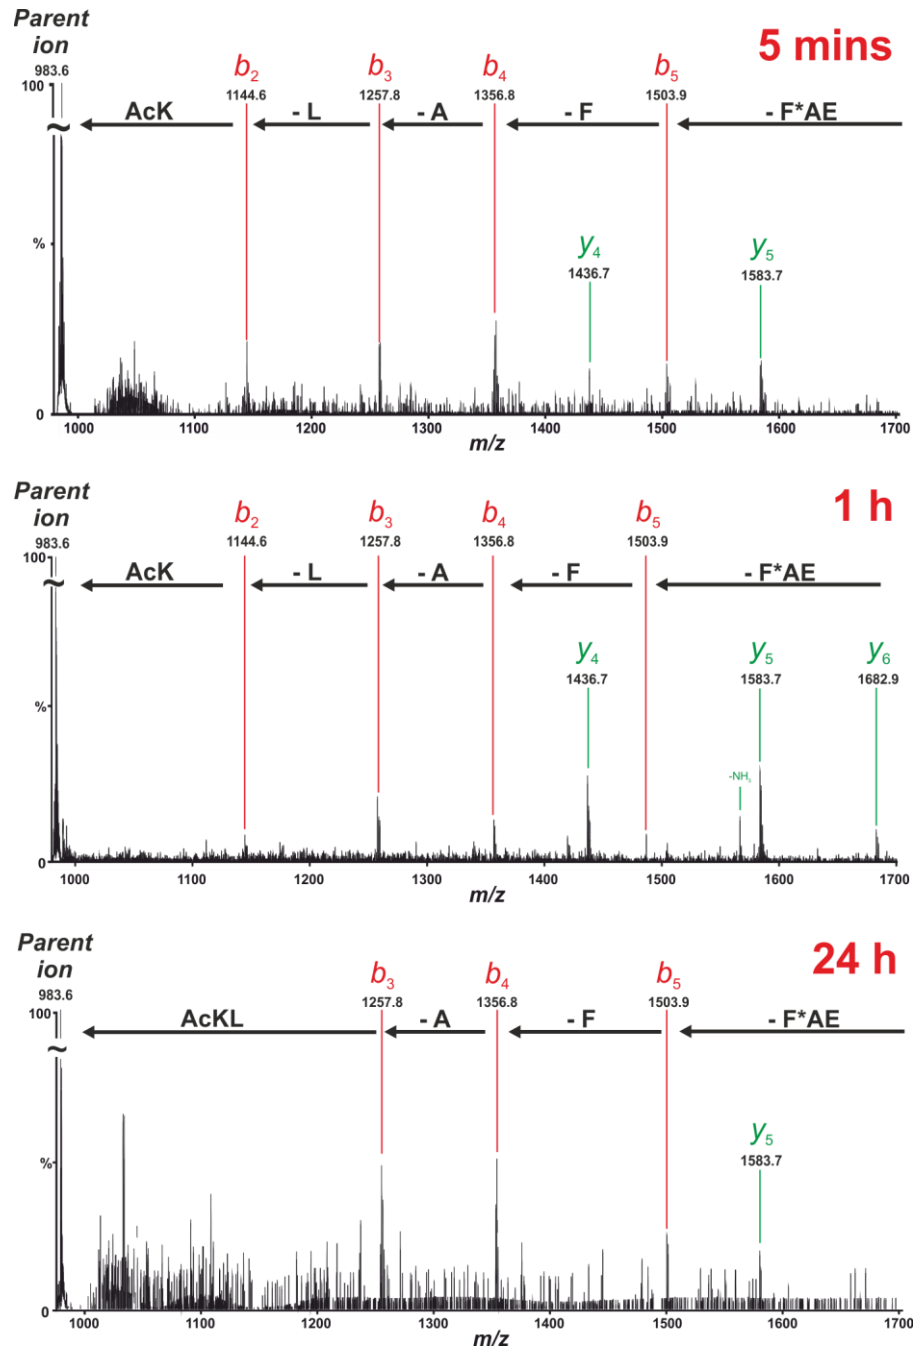 Parent
ion
983.6
5 mins
b2
1144.6
b3
1257.8
b4
1356.8
b5
1503.9
100
AcK
- L
- A
- F
- F*AE
%
y4
1436.7
y5
1583.7
0
1000 1100 1200 1300 1400 1500 1600 1700
m/z
Parent
ion
983.6
1 h
b2
1144.6
b3
1257.8
b4
1356.8
b5
1503.9
100
AcK
- L
- A
- F
- F*AE
%
y4
1436.7
y5
1583.7
y6
1682.9
-NH3
0
1000 1100 1200 1300 1400 1500 1600 1700
m/z
Parent
ion
983.6
24 h
b3
1257.8
b4
1356.8
b5
1503.9
100
AcKL
- A
- F
- F*AE
%
y5
1583.7
0
1000 1100 1200 1300 1400 1500 1600 1700
m/z